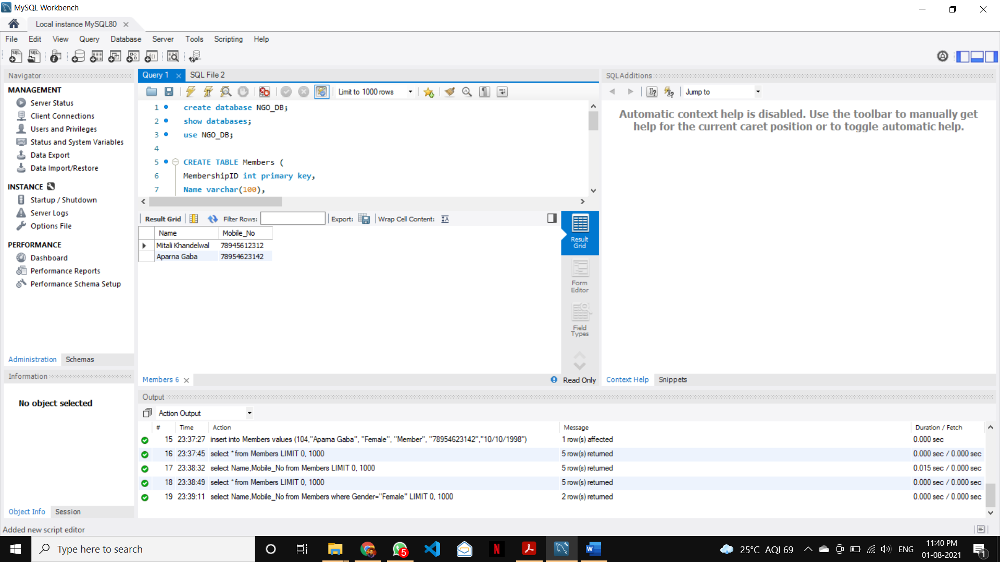 MySQL Workbench
Local instance MySQL80
File Edit View Query Database Server Tools Scripting Help
Navigator
MANAGEMENT
Server Status
Client Connections
Users and Privileges
Status and System Variables
Data Export
Data Import/Restore
INSTANCE
Startup / Shutdown
Server Logs
Options File
PERFORMANCE
Dashboard
Performance Reports
Performance Schema Setup
Administration Schemas
Information
No object selected
Object Info Session
Added new script editor
Query 1 SQL File 2
Limit to 1000 rows
1 create database NGO_DB;
2 show databases;
3 use NGO_DB;
4
5 CREATE TABLE Members (
6 MembershipID int primary key,
7 Name varchar(100),
Result Grid Filter Rows: Export: Wrap Cell Content:
Name Mobile_No
Mitali Khandelwal 78945612312
Aparna Gaba 78954623142
Result Grid
Form Editor
Field Types
Members 6 Read Only
SQLAdditions
Jump to
Automatic context help is disabled. Use the toolbar to manually get
help for the current caret position or to toggle automatic help.
Context Help Snippets
Output
Action Output
# Time Action Message Duration / Fetch
15 23:37:27 insert into Members values (104,"Aparna Gaba", "Female", "Member", "78954623142","10/10/1998") 1 row(s) affected 0.000 sec
16 23:37:45 select * from Members LIMIT 0, 1000 5 row(s) returned 0.000 sec / 0.000 sec
17 23:38:32 select Name,Mobile_No from Members LIMIT 0, 1000 5 row(s) returned 0.015 sec / 0.000 sec
18 23:38:49 select * from Members LIMIT 0, 1000 5 row(s) returned 0.000 sec / 0.000 sec
19 23:39:11 select Name,Mobile_No from Members where Gender="Female" LIMIT 0, 1000 2 row(s) returned 0.000 sec / 0.000 sec
Type here to search
5
25°C AQI 69
ENG
11:40 PM
01-08-2021
1